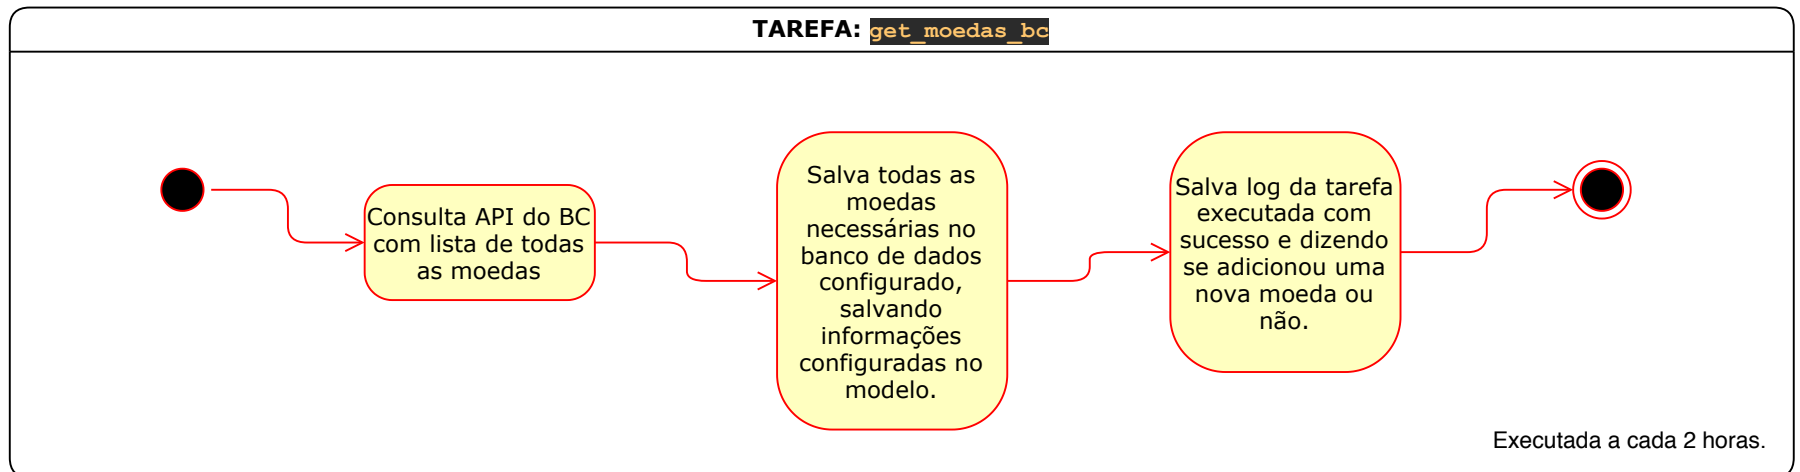 TAREFA: get_moedas_bc
Consulta API do BC
com lista de todas
as moedas
Salva todas as
moedas
necessárias no
banco de dados
configurado,
salvando
informações
configuradas no
modelo.
Salva log da tarefa
executada com
sucesso e dizendo
se adicionou uma
nova moeda ou
não.
Executada a cada 2 horas.